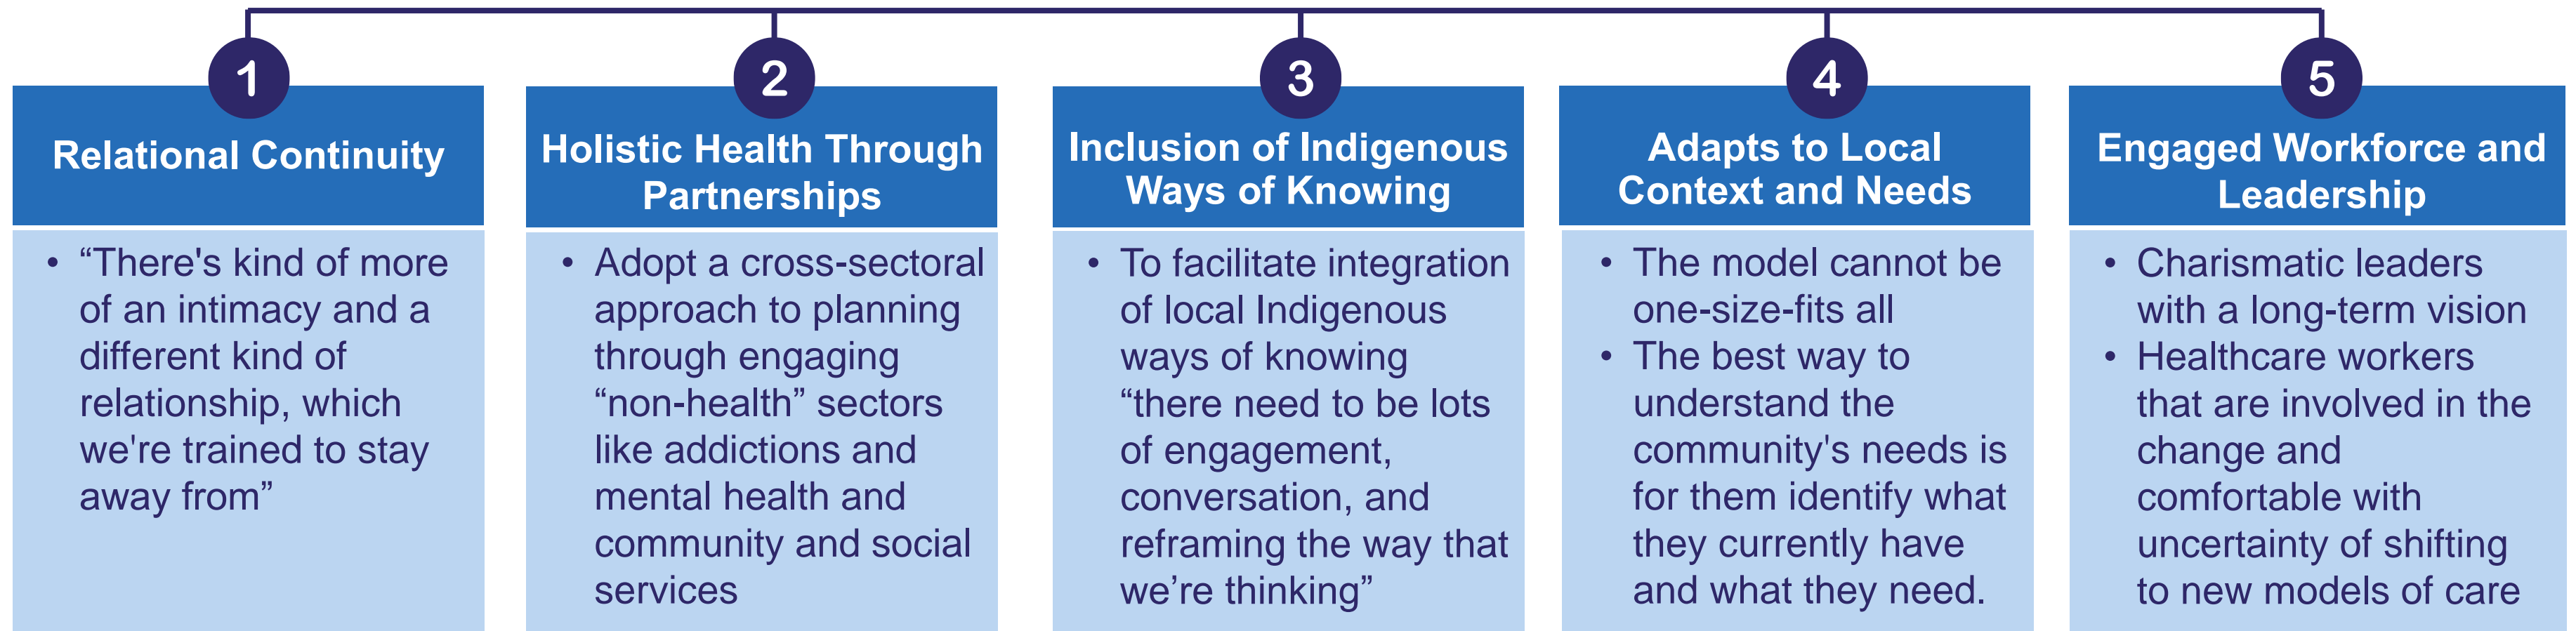 1
Relational Continuity
• “There's kind of more
of an intimacy and a
different kind of
relationship, which
we're trained to stay
away from”
2
Holistic Health Through
Partnerships
• Adopt a cross-sectoral
approach to planning
through engaging
“non-health” sectors
like addictions and
mental health and
community and social
services
3
Inclusion of Indigenous
Ways of Knowing
• To facilitate integration
of local Indigenous
ways of knowing
“there need to be lots
of engagement,
conversation, and
reframing the way that
we’re thinking”
4
Adapts to Local
Context and Needs
• The model cannot be
one-size-fits all
• The best way to
understand the
community's needs is
for them identify what
they currently have
and what they need.
5
Engaged Workforce and
Leadership
• Charismatic leaders
with a long-term vision
• Healthcare workers
that are involved in the
change and
comfortable with
uncertainty of shifting
to new models of care